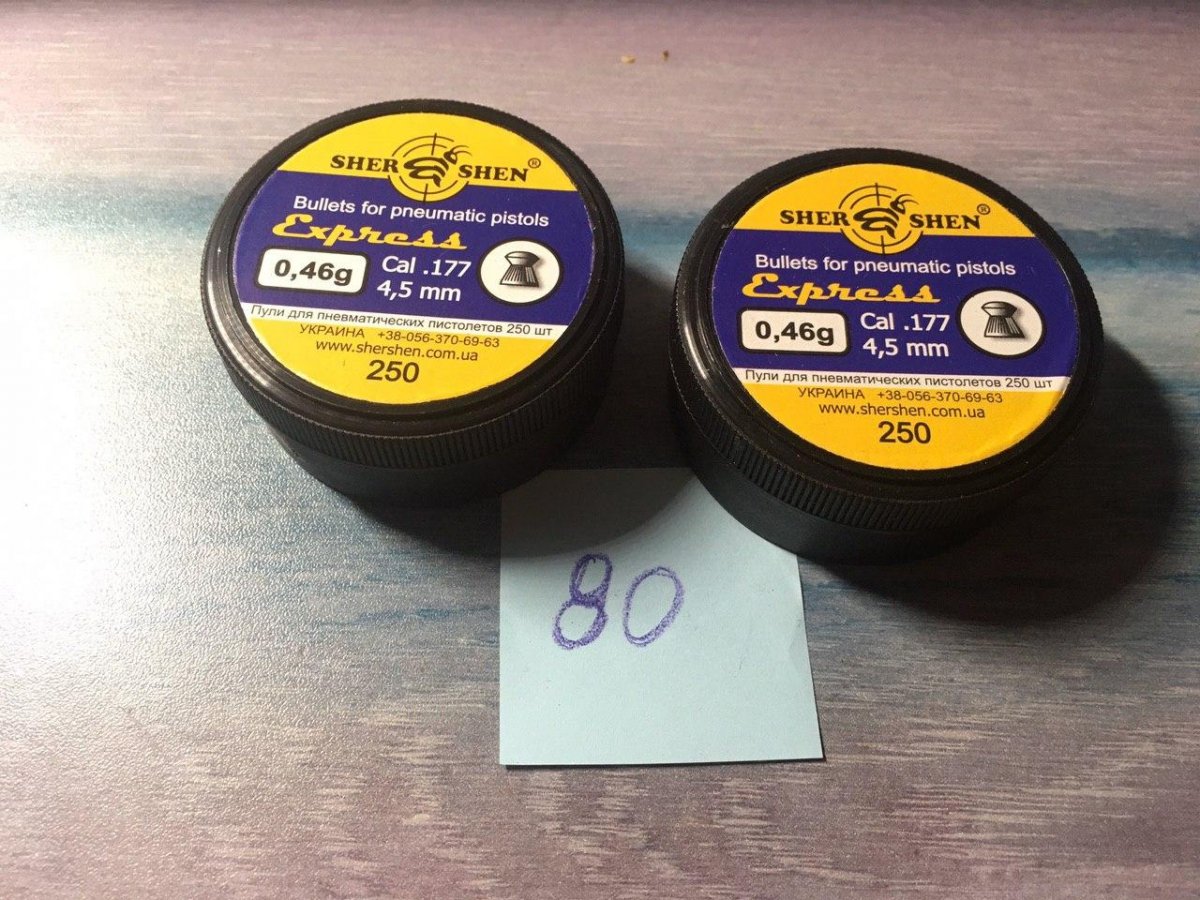 SHER SHEN®
Bullets for pneumatic pistols
Express
0,46g
Cal .177
4,5 mm
Пули для пневматических пистолетов 250 шт
УКРАИНА +38-056-370-69-63
www.shershen.com.ua
250
SHER SHEN®
Bullets for pneumatic pistols
Express
0,46g
Cal .177
4,5 mm
Пули для пневматических пистолетов 250 шт
УКРАИНА +38-056-370-69-63
www.shershen.com.ua
250
80